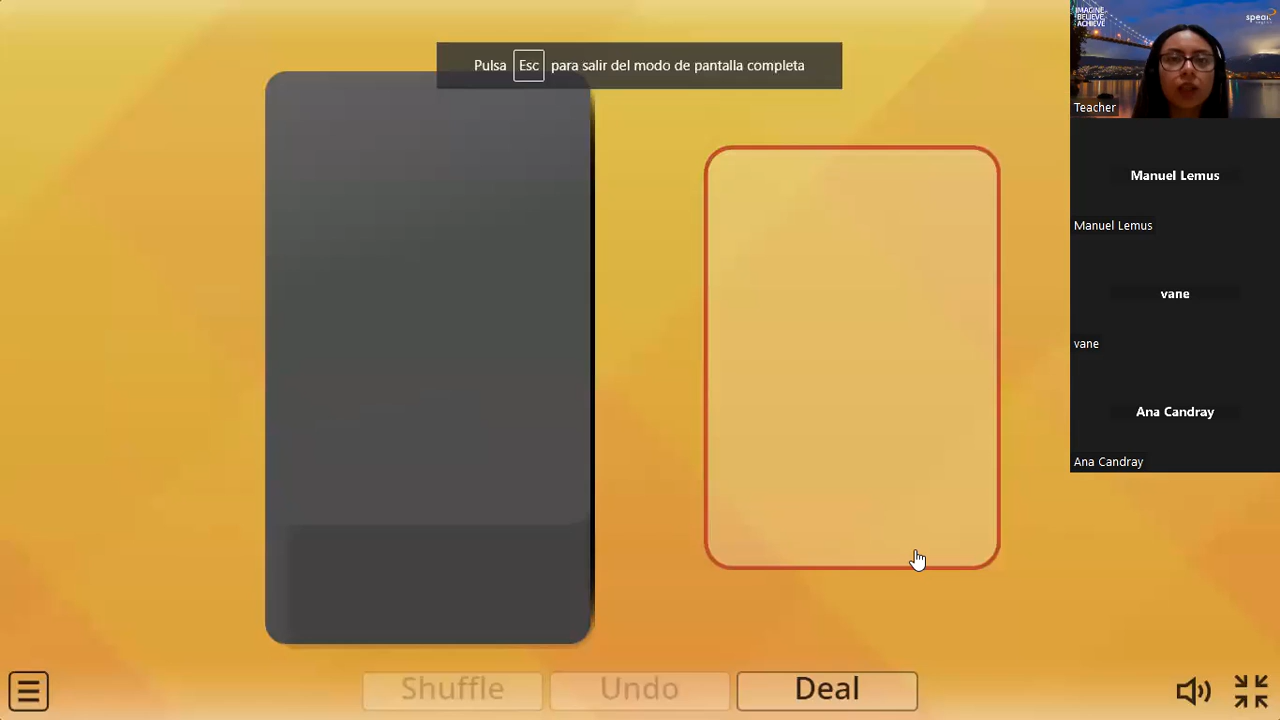 Pulsa Esc para salir del modo de pantalla completa
IMAGINE
BELIEVE
ACHIEVE
speak
Teacher
Manuel Lemus
Manuel Lemus
vane
vane
Ana Candray
Ana Candray
Shuffle
Undo
Deal